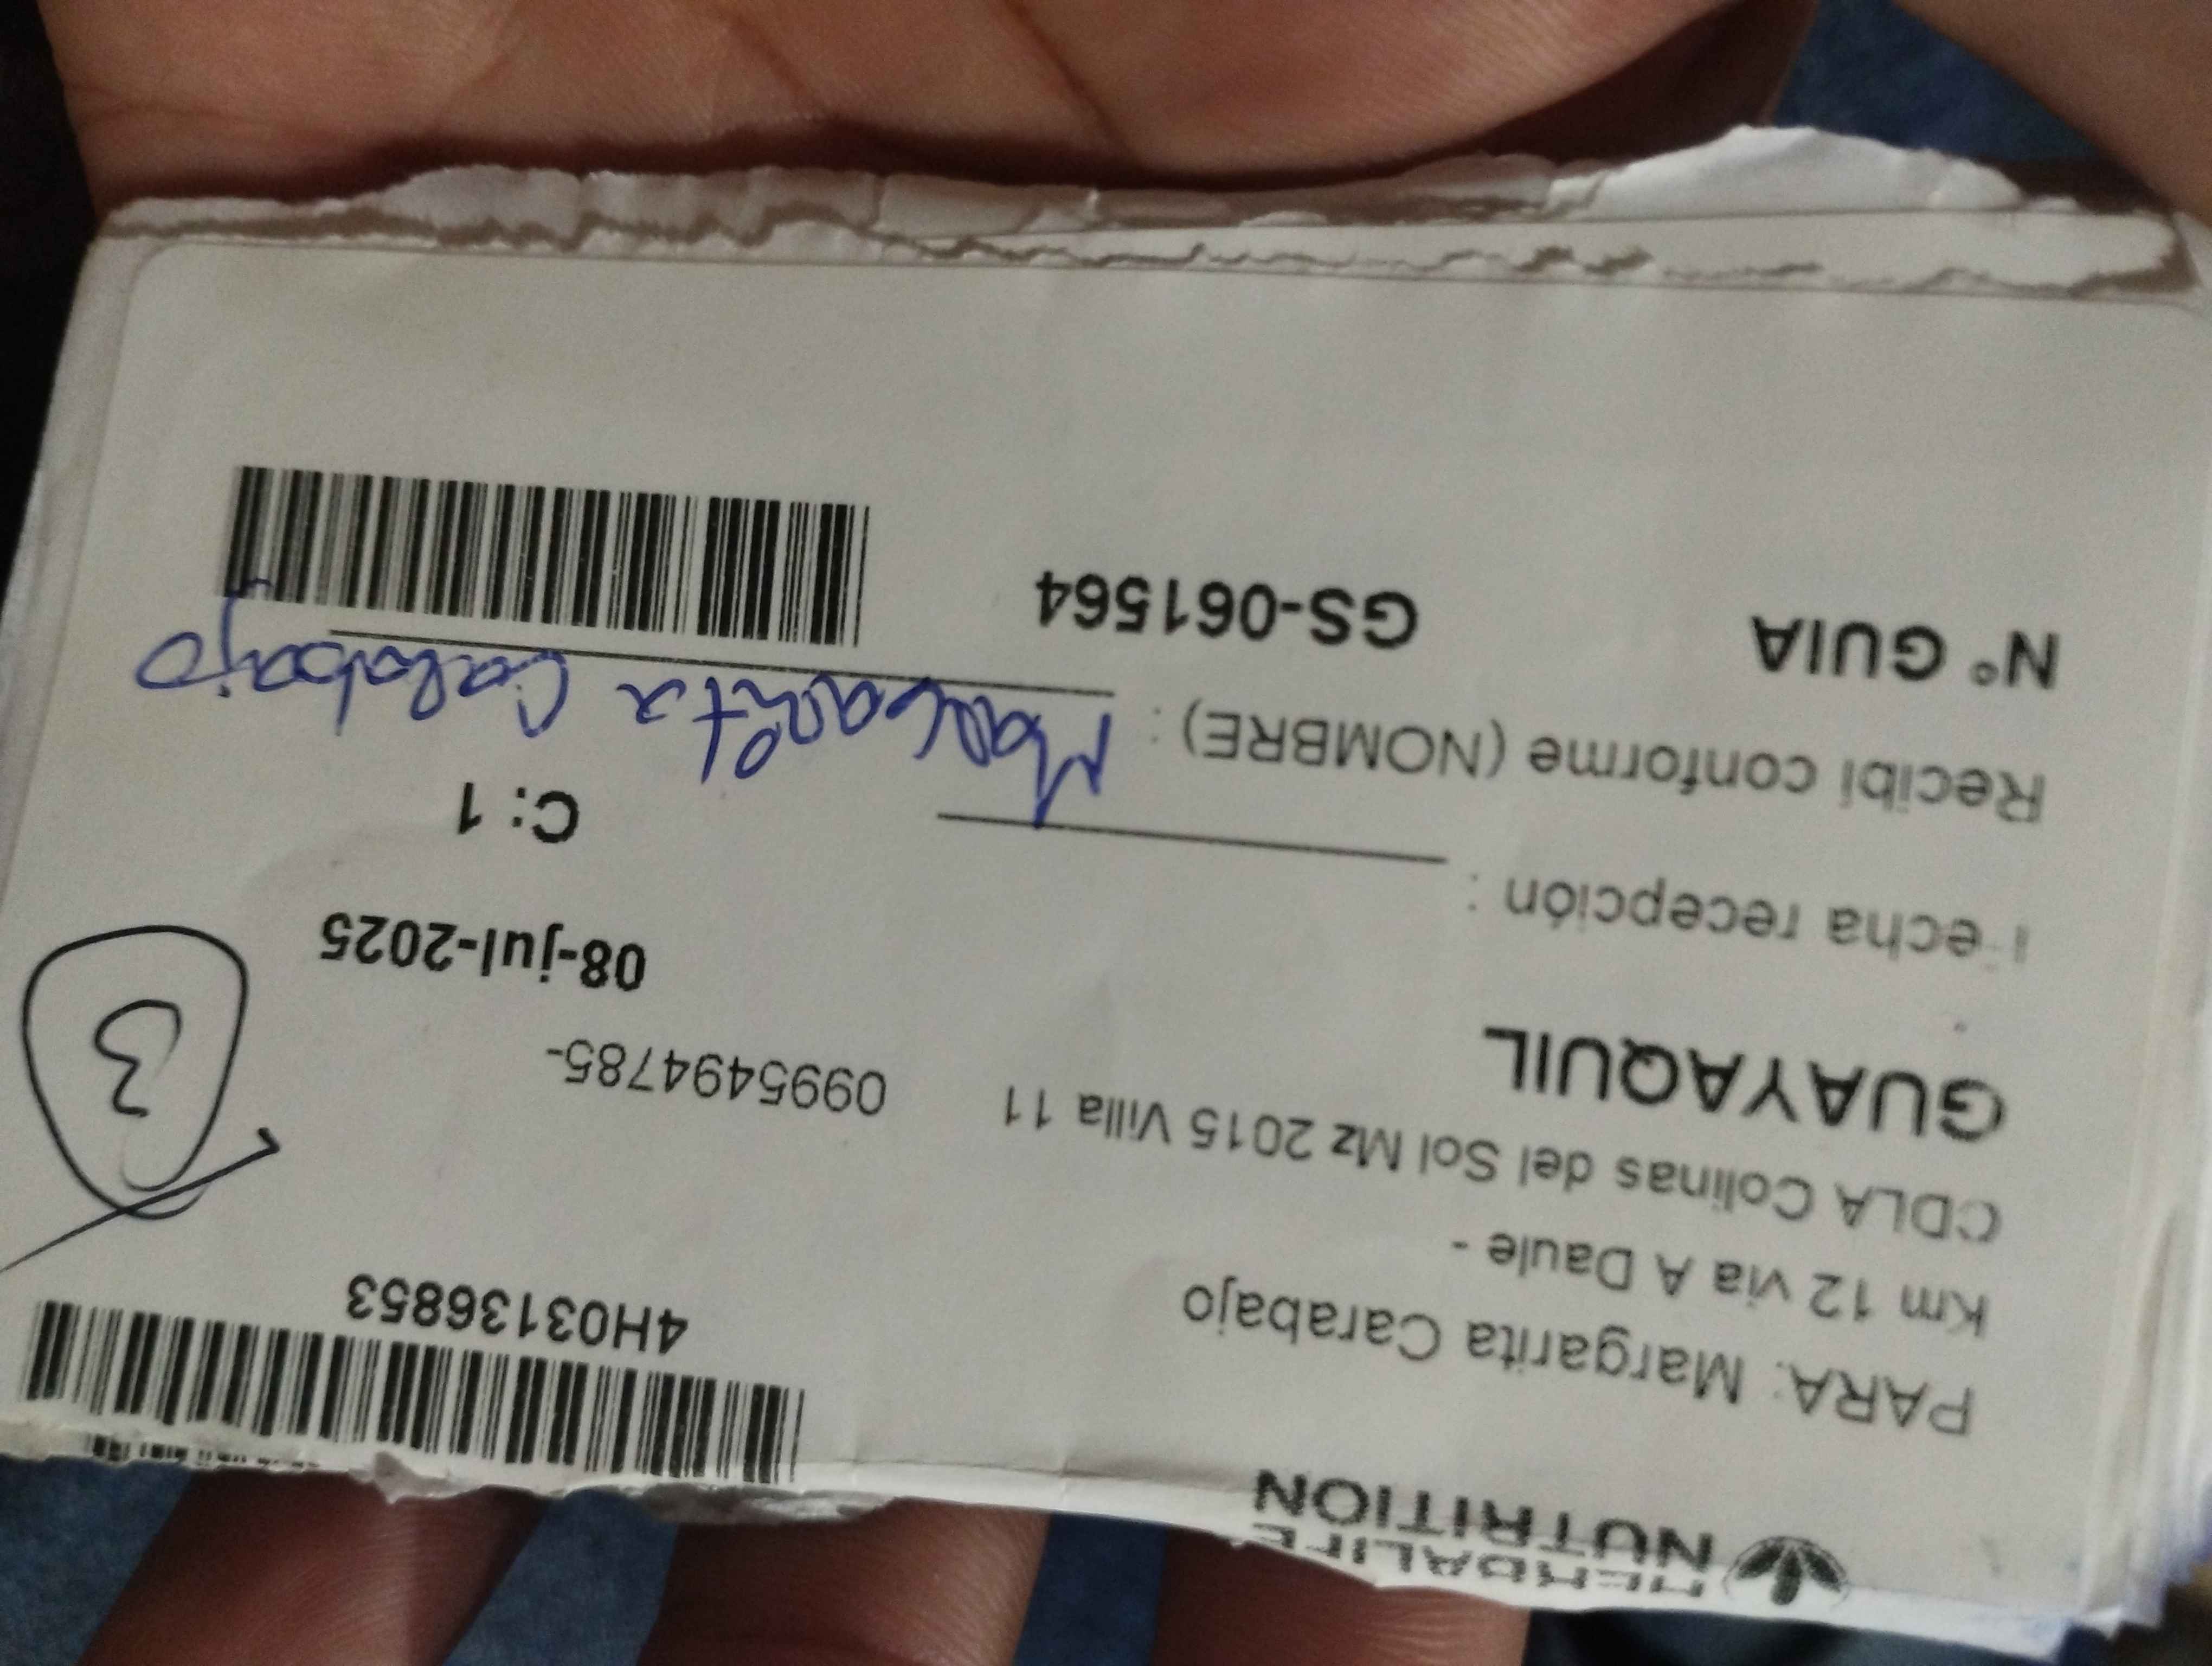 HERBALIFE
NUTRITION
4H03136853
PARA: Margarita Carabajo
Km 12 via A Daule -
CDLA Colinas del Sol Mz 2015 Villa 11
0995494785-
3
GUAYAQUIL
08-jul-2025
Fecha recepción :
C: 1
Recibí conforme (NOMBRE) : Margarita Carabajo
N° GUIA GS-061564